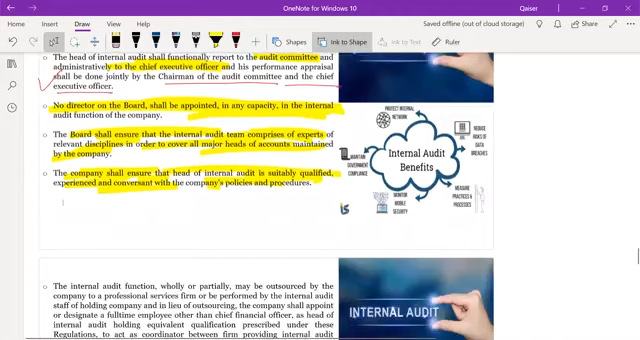 OneNote for Windows 10
Qaiser
Home Insert Draw View Help
Saved offline (out of cloud storage)
Shapes Ink to Shape Ink to Text Ruler
The head of internal audit shall functionally report to the audit committee and
administratively to the chief executive officer and his performance appraisal
shall be done jointly by the Chairman of the audit committee and the chief
executive officer.
No director on the Board, shall be appointed, in any capacity, in the internal
audit function of the company.
The Board shall ensure that the internal audit team comprises of experts of
relevant disciplines in order to cover all major heads of accounts maintained
by the company.
The company shall ensure that head of internal audit is suitably qualified,
experienced and conversant with the company's policies and procedures.
PROTECT INTERNAL
NETWORK
REDUCE
RISKS OF
DATA
BREACHES
Internal Audit
Benefits
MAINTAIN
GOVERNMENT
COMPLIANCE
MEASURE
PRACTICES &
PROCESSES
MONITOR
MOBILE
SECURITY
The internal audit function, wholly or partially, may be outsourced by the
company to a professional services firm or be performed by the internal audit
staff of holding company and in lieu of outsourcing, the company shall appoint
or designate a fulltime employee other than chief financial officer, as head of
internal audit holding equivalent qualification prescribed under these
Regulations, to act as coordinator between firm providing internal audit
INTERNAL AUDIT